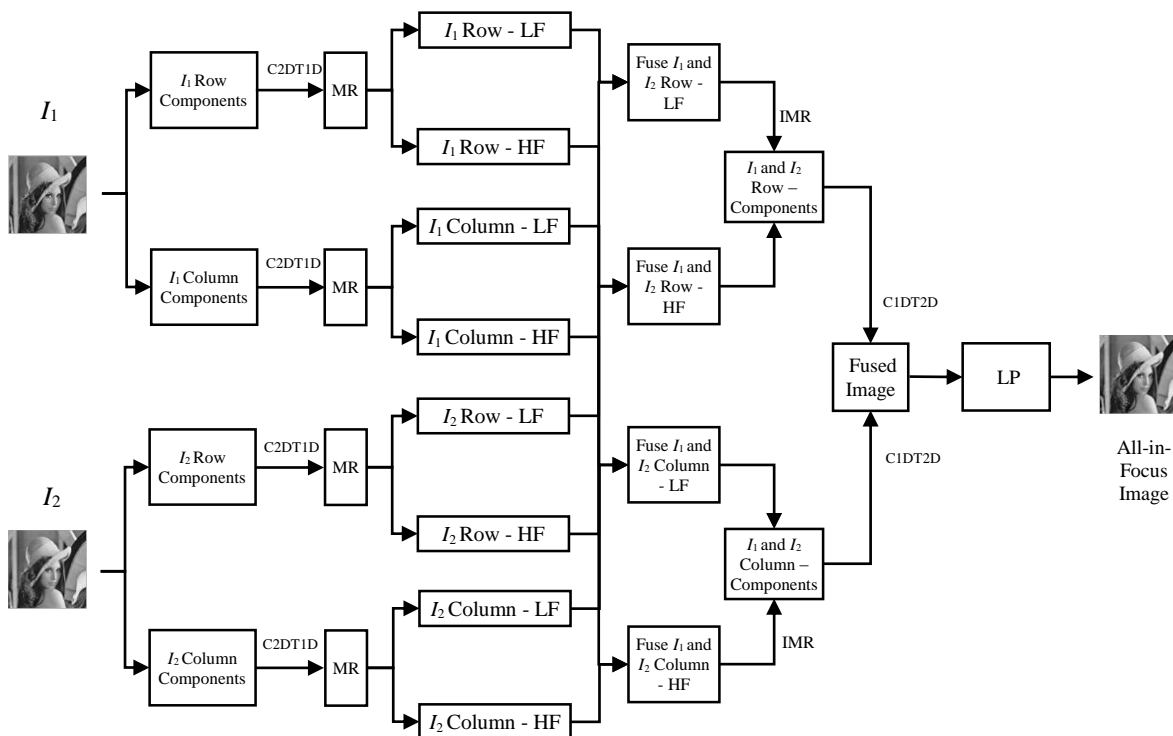 I1
I1 Row
Components
C2DT1D
MR
I1 Row - LF
I1 Row - HF
I1 Column
Components
C2DT1D
MR
I1 Column - LF
I1 Column - HF
I2
I2 Row
Components
C2DT1D
MR
I2 Row - LF
I2 Row - HF
I2 Column
Components
C2DT1D
MR
I2 Column - LF
I2 Column - HF
Fuse I1 and
I2 Row -
LF
IMR
I1 and I2
Row –
Components
Fuse I1 and
I2 Row -
HF
C1DT2D
Fuse I1 and
I2 Column
- LF
I1 and I2
Column –
Components
Fuse I1 and
I2 Column
- HF
IMR
C1DT2D
Fused
Image
LP
All-in-
Focus
Image